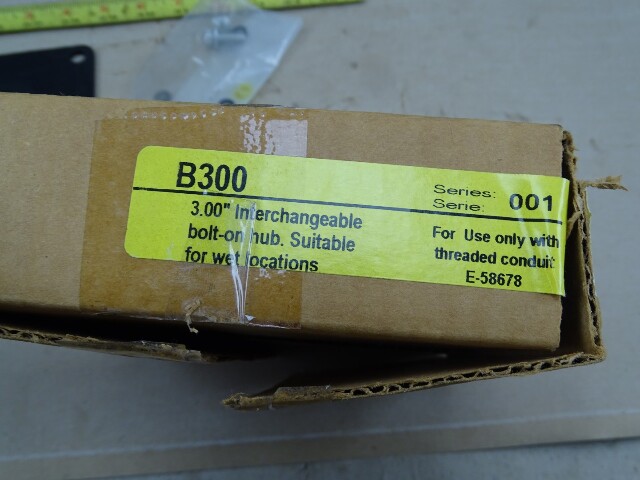 B300
Series: 001
Serie:
3.00" Interchangeable
bolt-on hub. Suitable
for wet locations
For Use only with
threaded conduit
E-58678